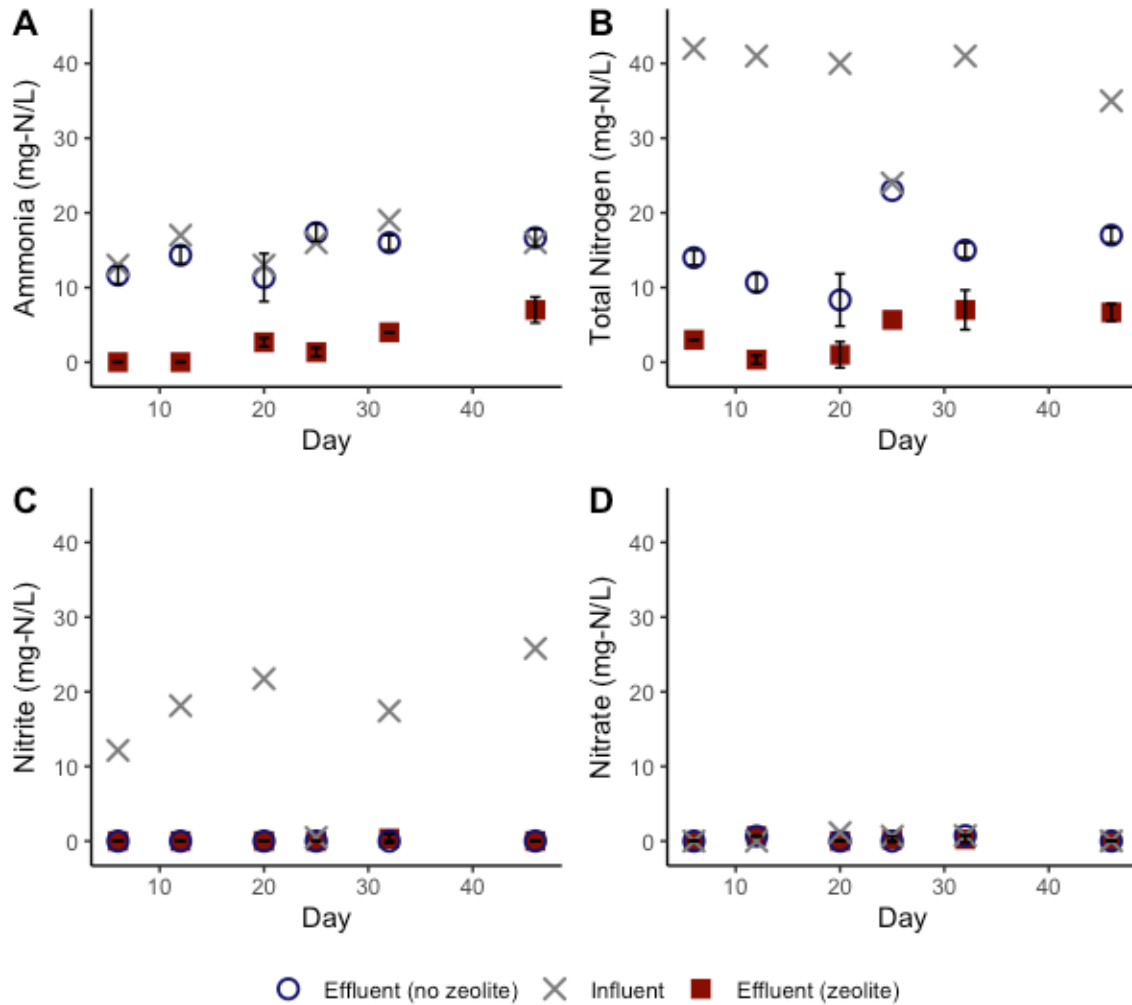 A
Ammonia (mg-N/L)
40
30
20
10
0
10 20 30 40
Day
B
Total Nitrogen (mg-N/L)
40
30
20
10
0
10 20 30 40
Day
C
Nitrite (mg-N/L)
40
30
20
10
0
10 20 30 40
Day
D
Nitrate (mg-N/L)
40
30
20
10
0
10 20 30 40
Day
Effluent (no zeolite) Influent Effluent (zeolite)